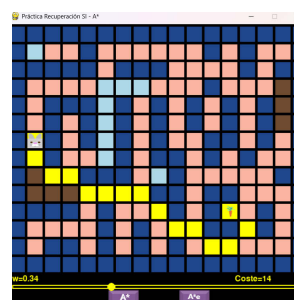 Práctica Recuperación SI - A*
w=0.34 Coste=14
A* A*e